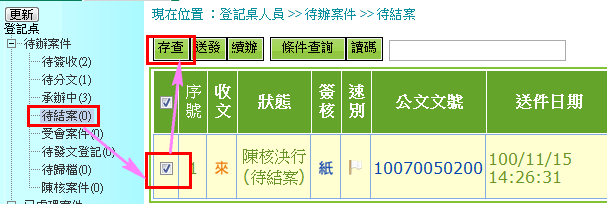 更新
登記桌
待辦案件
待簽收(2)
待分文(1)
承辦中(3)
待結案(0)
受會案件(0)
待發文登記(0)
待歸檔(0)
陳核案件(0)
已處理案件
現在位置：登記桌人員 >> 待辦案件 >> 待結案
存查 送發 續辦 條件查詢 讀碼
序號 收文 狀態 簽核 速別 公文文號 送件日期
1 來 陳核決行(待結案) 紙 10070050200 100/11/15 14:26:31